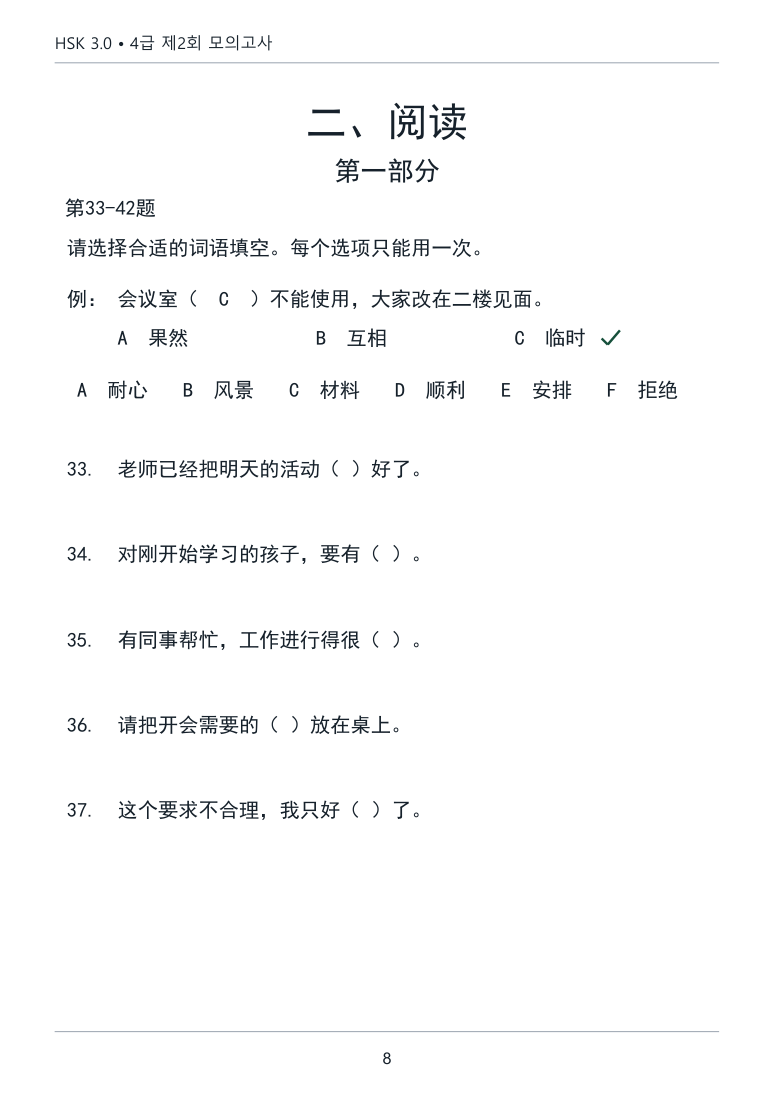 HSK 3.0 • 4급 제2회 모의고사
二、阅读
第一部分
第33-42题
请选择合适的词语填空。每个选项只能用一次。
例： 会议室（ C ）不能使用，大家改在二楼见面。
A 果然 B 互相 C 临时 ✓
A 耐心 B 风景 C 材料 D 顺利 E 安排 F 拒绝
33. 老师已经把明天的活动（ ）好了。
34. 对刚开始学习的孩子，要有（ ）。
35. 有同事帮忙，工作进行得很（ ）。
36. 请把开会需要的（ ）放在桌上。
37. 这个要求不合理，我只好（ ）了。
8